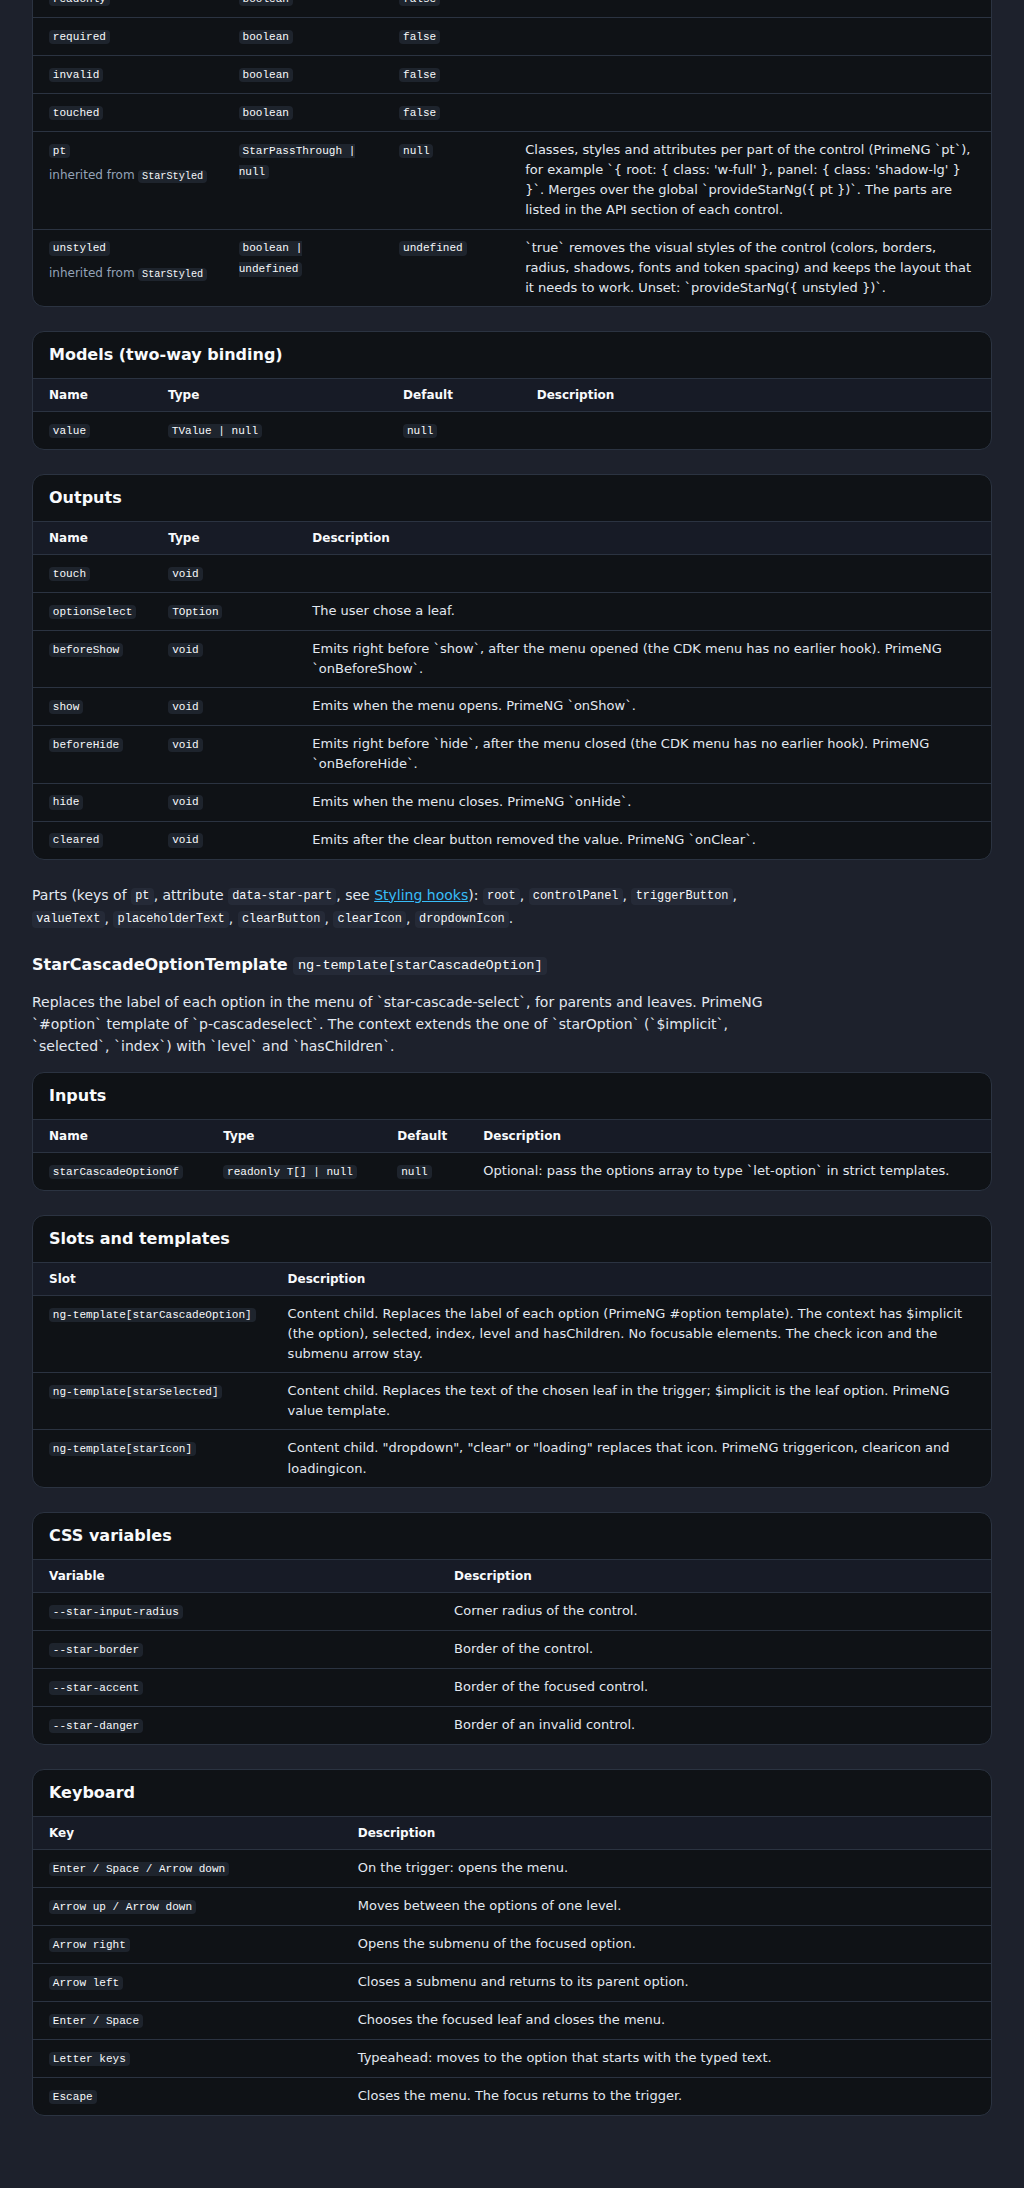 readonly boolean false
required boolean false
invalid boolean false
touched boolean false
pt StarPassThrough | null Classes, styles and attributes per part of the control (PrimeNG `pt`),
inherited from StarStyled null for example `{ root: { class: 'w-full' }, panel: { class: 'shadow-lg' }
}`. Merges over the global `provideStarNg({ pt })`. The parts are
listed in the API section of each control.
unstyled boolean | undefined `true` removes the visual styles of the control (colors, borders,
inherited from StarStyled undefined radius, shadows, fonts and token spacing) and keeps the layout that
it needs to work. Unset: `provideStarNg({ unstyled })`.
Models (two-way binding)
Name Type Default Description
value TValue | null null
Outputs
Name Type Description
touch void
optionSelect TOption The user chose a leaf.
beforeShow void Emits right before `show`, after the menu opened (the CDK menu has no earlier hook). PrimeNG
`onBeforeShow`.
show void Emits when the menu opens. PrimeNG `onShow`.
beforeHide void Emits right before `hide`, after the menu closed (the CDK menu has no earlier hook). PrimeNG
`onBeforeHide`.
hide void Emits when the menu closes. PrimeNG `onHide`.
cleared void Emits after the clear button removed the value. PrimeNG `onClear`.
Parts (keys of pt, attribute data-star-part, see Styling hooks): root, controlPanel, triggerButton,
valueText, placeholderText, clearButton, clearIcon, dropdownIcon.
StarCascadeOptionTemplate ng-template[starCascadeOption]
Replaces the label of each option in the menu of `star-cascade-select`, for parents and leaves. PrimeNG
`#option` template of `p-cascadeselect`. The context extends the one of `starOption` (`$implicit`,
`selected`, `index`) with `level` and `hasChildren`.
Inputs
Name Type Default Description
starCascadeOptionOf readonly T[] | null null Optional: pass the options array to type `let-option` in strict templates.
Slots and templates
Slot Description
ng-template[starCascadeOption] Content child. Replaces the label of each option (PrimeNG #option template). The context has $implicit
(the option), selected, index, level and hasChildren. No focusable elements. The check icon and the
submenu arrow stay.
ng-template[starSelected] Content child. Replaces the text of the chosen leaf in the trigger; $implicit is the leaf option. PrimeNG
value template.
ng-template[starIcon] Content child. "dropdown", "clear" or "loading" replaces that icon. PrimeNG triggericon, clearicon and
loadingicon.
CSS variables
Variable Description
--star-input-radius Corner radius of the control.
--star-border Border of the control.
--star-accent Border of the focused control.
--star-danger Border of an invalid control.
Keyboard
Key Description
Enter / Space / Arrow down On the trigger: opens the menu.
Arrow up / Arrow down Moves between the options of one level.
Arrow right Opens the submenu of the focused option.
Arrow left Closes a submenu and returns to its parent option.
Enter / Space Chooses the focused leaf and closes the menu.
Letter keys Typeahead: moves to the option that starts with the typed text.
Escape Closes the menu. The focus returns to the trigger.